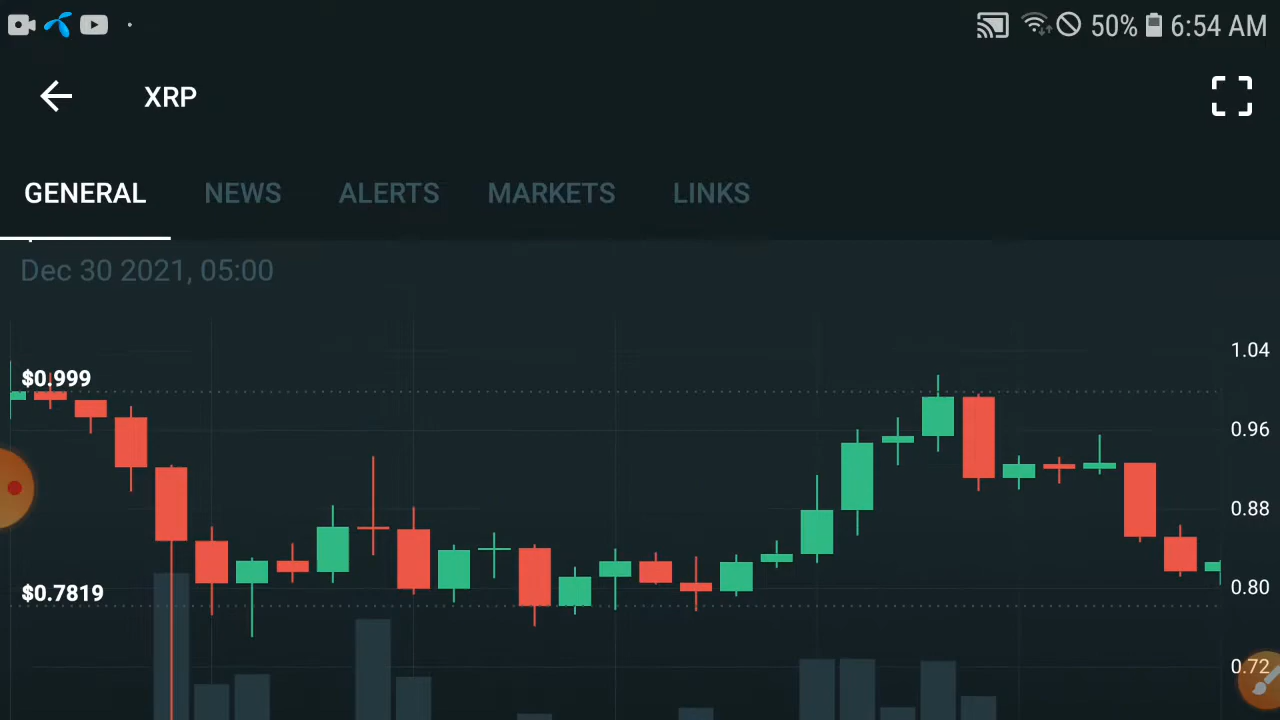 50% 6:54 AM
XRP
GENERAL NEWS ALERTS MARKETS LINKS
Dec 30 2021, 05:00
1.04
$0.999
0.96
0.88
$0.7819
0.80
0.72